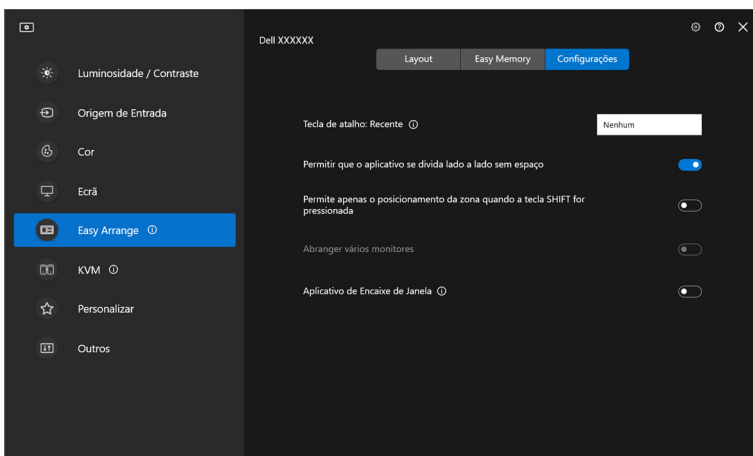 Dell XXXXXX
Layout
Easy Memory
Configurações
Luminosidade / Contraste
Origem de Entrada
Cor
Ecrã
Easy Arrange
KVM
Personalizar
Outros
Tecla de atalho: Recente
Nenhum
Permitir que o aplicativo se divida lado a lado sem espaço
Permite apenas o posicionamento da zona quando a tecla SHIFT for
pressionada
Abranger vários monitores
Aplicativo de Encaixe de Janela